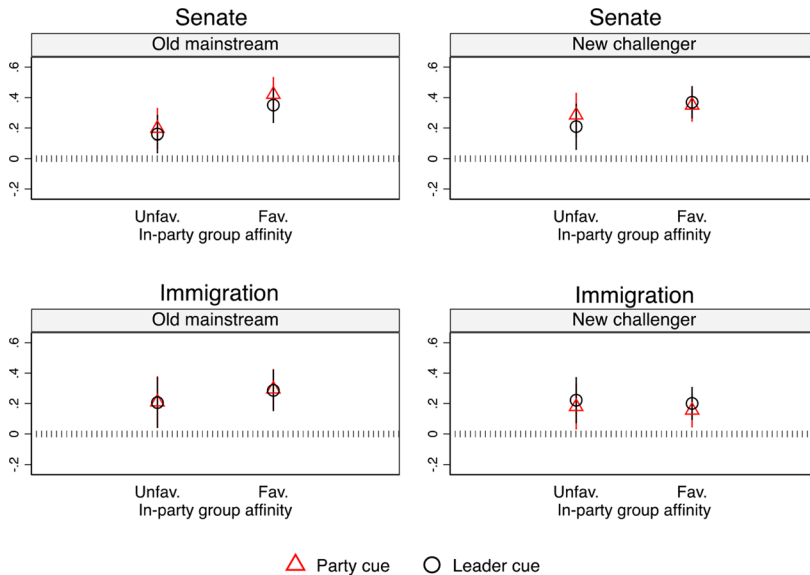 Senate
Old mainstream
.6
.4
.2
0
-.2
Unfav.
Fav.
In-party group affinity
Senate
New challenger
.6
.4
.2
0
-.2
Unfav.
Fav.
In-party group affinity
Immigration
Old mainstream
.6
.4
.2
0
-.2
Unfav.
Fav.
In-party group affinity
Immigration
New challenger
.6
.4
.2
0
-.2
Unfav.
Fav.
In-party group affinity
Party cue
Leader cue